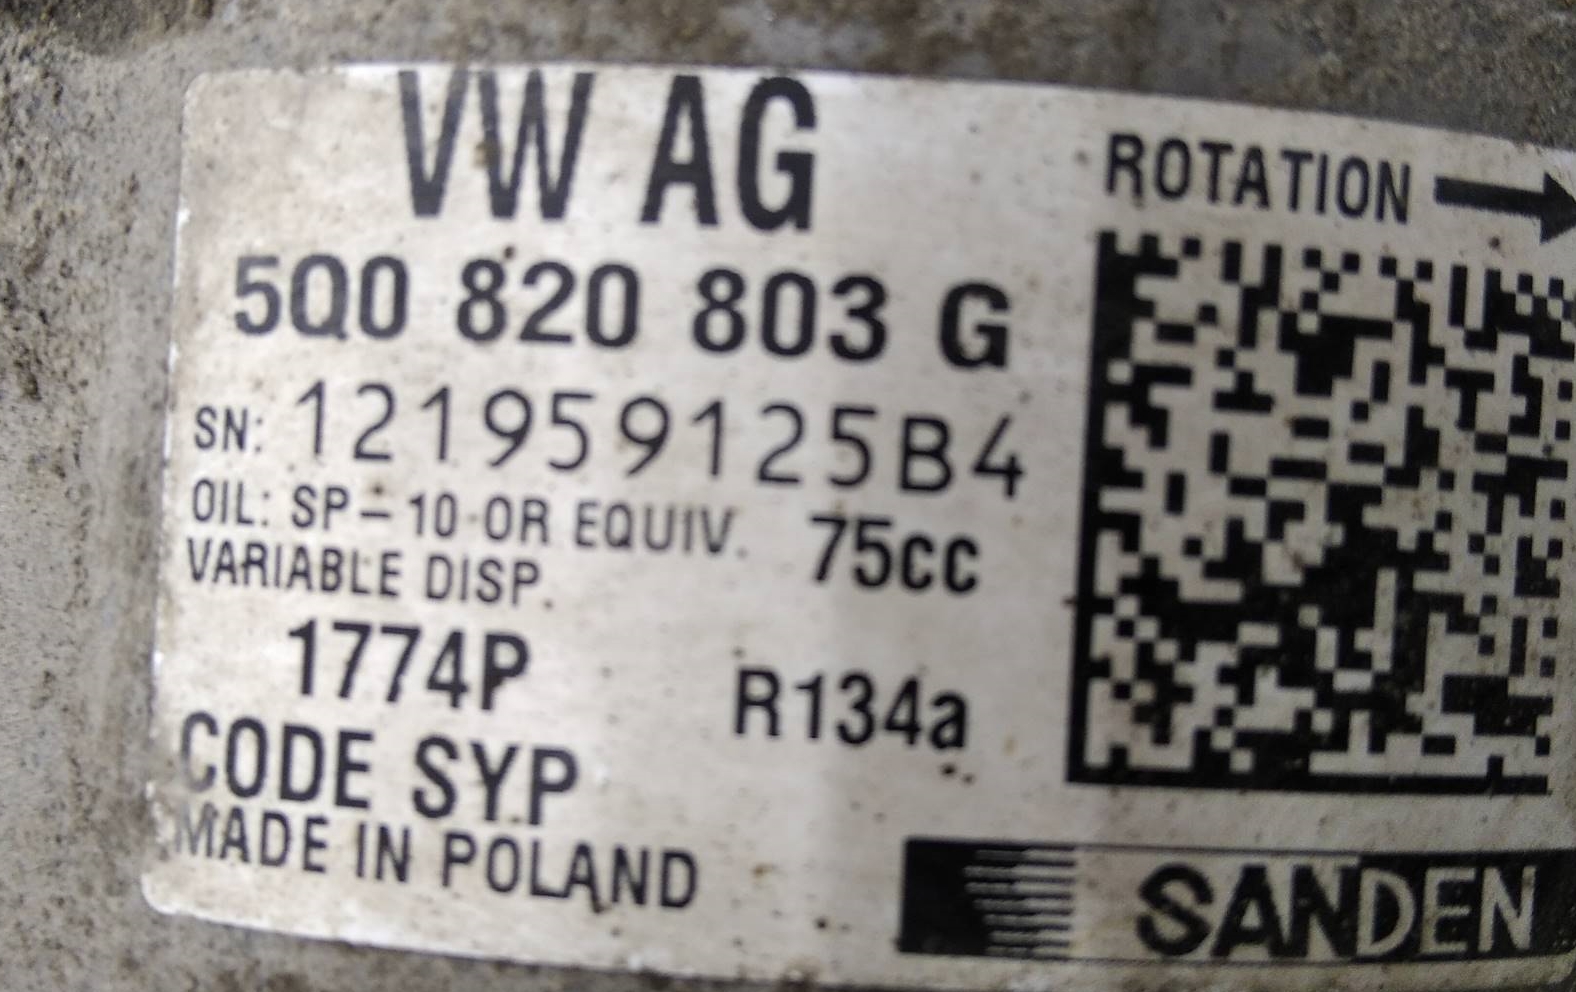 VW AG
ROTATION
5Q0 820 803 G
SN: 121959125B4
OIL: SP-10 OR EQUIV. 75cc
VARIABLE DISP.
1774P
R134a
CODE SYP
MADE IN POLAND
SANDEN